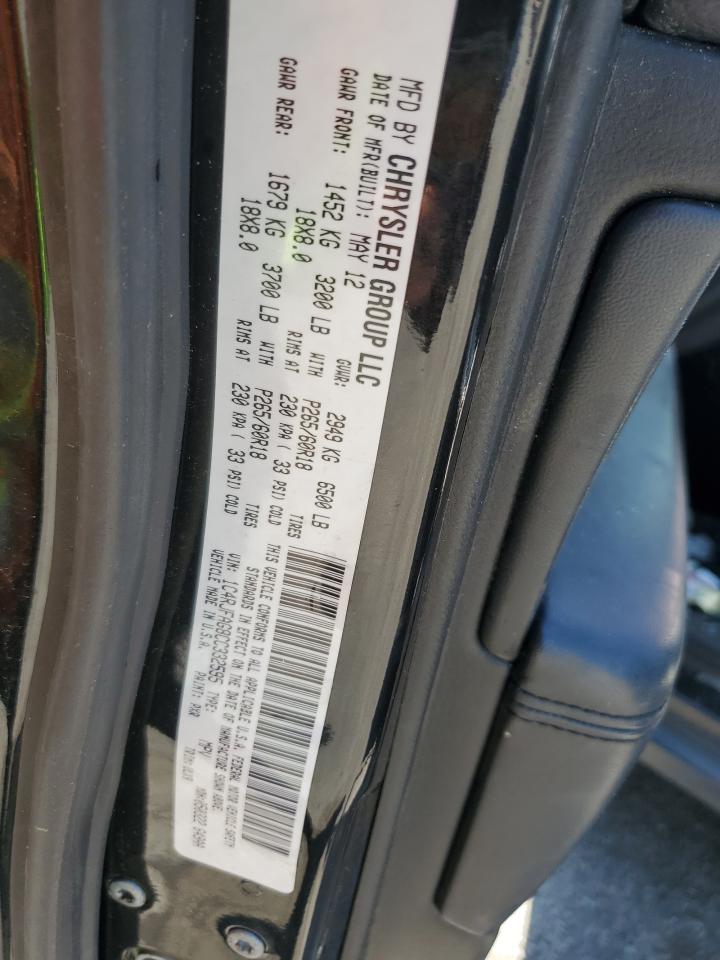 MFD BY CHRYSLER GROUP LLC
DATE OF MFR(BUILT): MAY 12 GVWR: 2949 KG 6500 LB
GAWR FRONT: 1452 KG 3200 LB WITH P265/60R18 TIRES
18X8.0 RIMS AT 230 KPA ( 33 PSI) COLD
GAWR REAR: 1679 KG 3700 LB WITH P265/60R18 TIRES
18X8.0 RIMS AT 230 KPA ( 33 PSI) COLD
THIS VEHICLE CONFORMS TO ALL APPLICABLE U.S.A. FEDERAL MOTOR VEHICLE SAFETY
STANDARDS IN EFFECT ON THE DATE OF MANUFACTURE SHOWN ABOVE.
VIN: 1C4RJFAG8CC332595 TYPE: MPV
VEHICLE MADE IN U.S.A. PAINT: PXR TRIM: